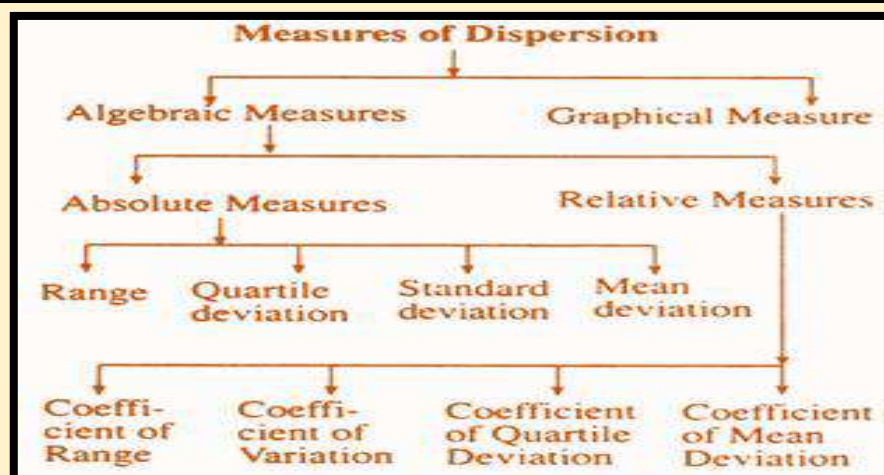 Measures of Dispersion
Algebraic Measures
Graphical Measure
Absolute Measures
Relative Measures
Range
Quartile
deviation
Standard
deviation
Mean
deviation
Coeffi-
cient of
Range
Coeffi-
cient of
Variation
Coefficient
of Quartile
Deviation
Coefficient
of Mean
Deviation